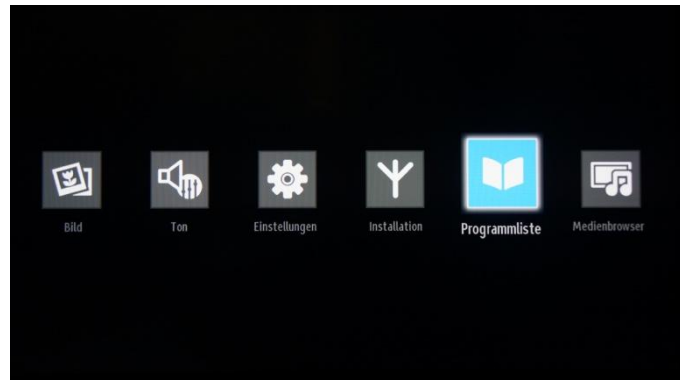 Bild
Ton
Einstellungen
Installation
Programmliste
Medienbrowser